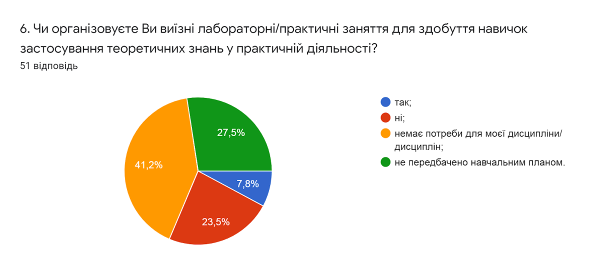 6. Чи організовуєте Ви виїзні лабораторні/практичні заняття для здобуття навичок
застосування теоретичних знань у практичній діяльності?
51 відповідь
так;
ні;
немає потреби для моєї дисципліни/
дисциплін;
не передбачено навчальним планом.
27,5%
7,8%
23,5%
41,2%